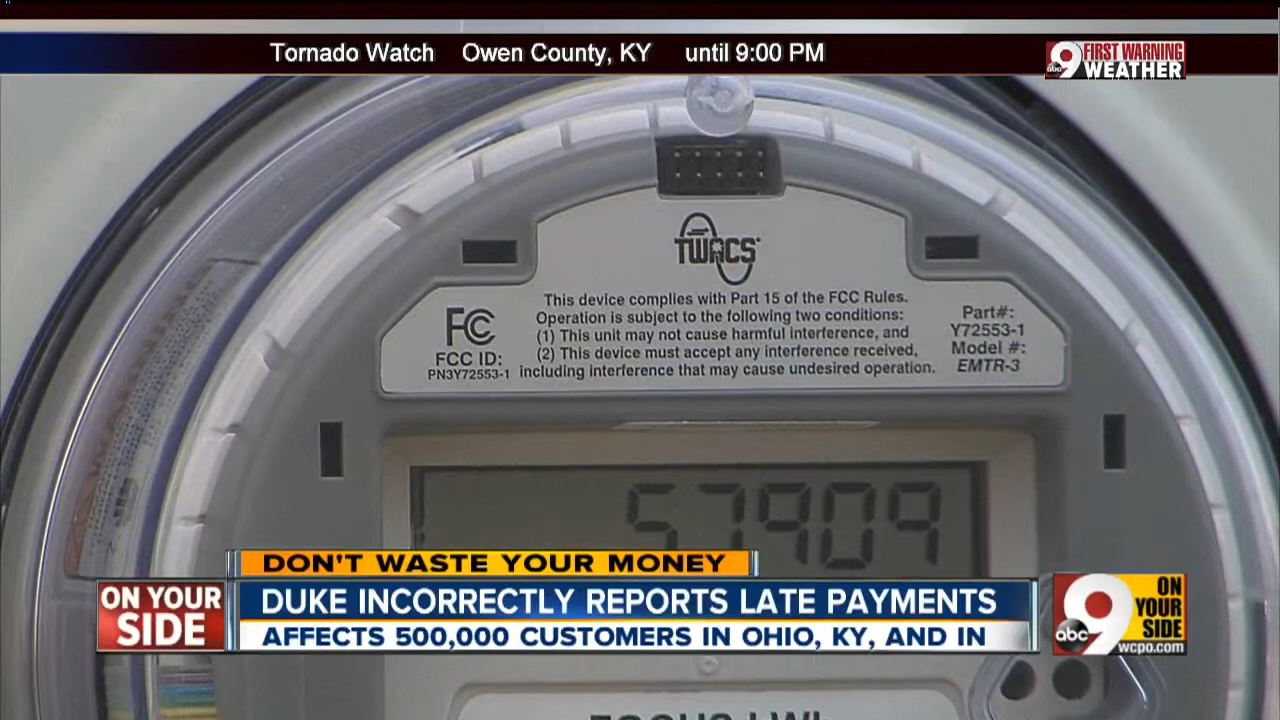 Tornado Watch Owen County, KY until 9:00 PM
abc 9 FIRST WARNING
WEATHER
TWACS
This device complies with Part 15 of the FCC Rules.
Operation is subject to the following two conditions:
(1) This unit may not cause harmful interference, and
(2) This device must accept any interference received,
including interference that may cause undesired operation.
FC
FCC ID:
PN3Y72553-1
Part#:
Y72553-1
Model #:
EMTR-3
57909
DON'T WASTE YOUR MONEY
ON YOUR
SIDE
DUKE INCORRECTLY REPORTS LATE PAYMENTS
AFFECTS 500,000 CUSTOMERS IN OHIO, KY, AND IN
abc 9
ON
YOUR
SIDE
wcpo.com